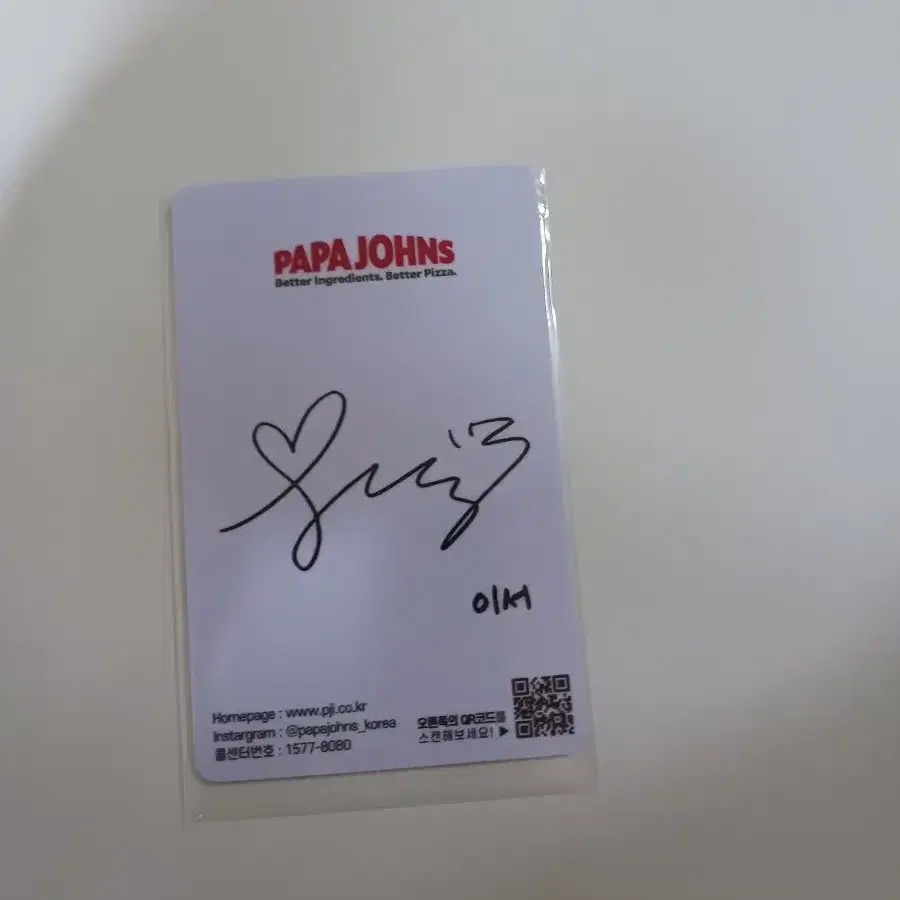 PAPA JOHNS
Better Ingredients. Better Pizza.
이서
Homepage : www.pji.co.kr
Instargram : @papajohns_korea
콜센터번호 : 1577-8080
오른쪽의 QR코드를
스캔해보세요! ▶